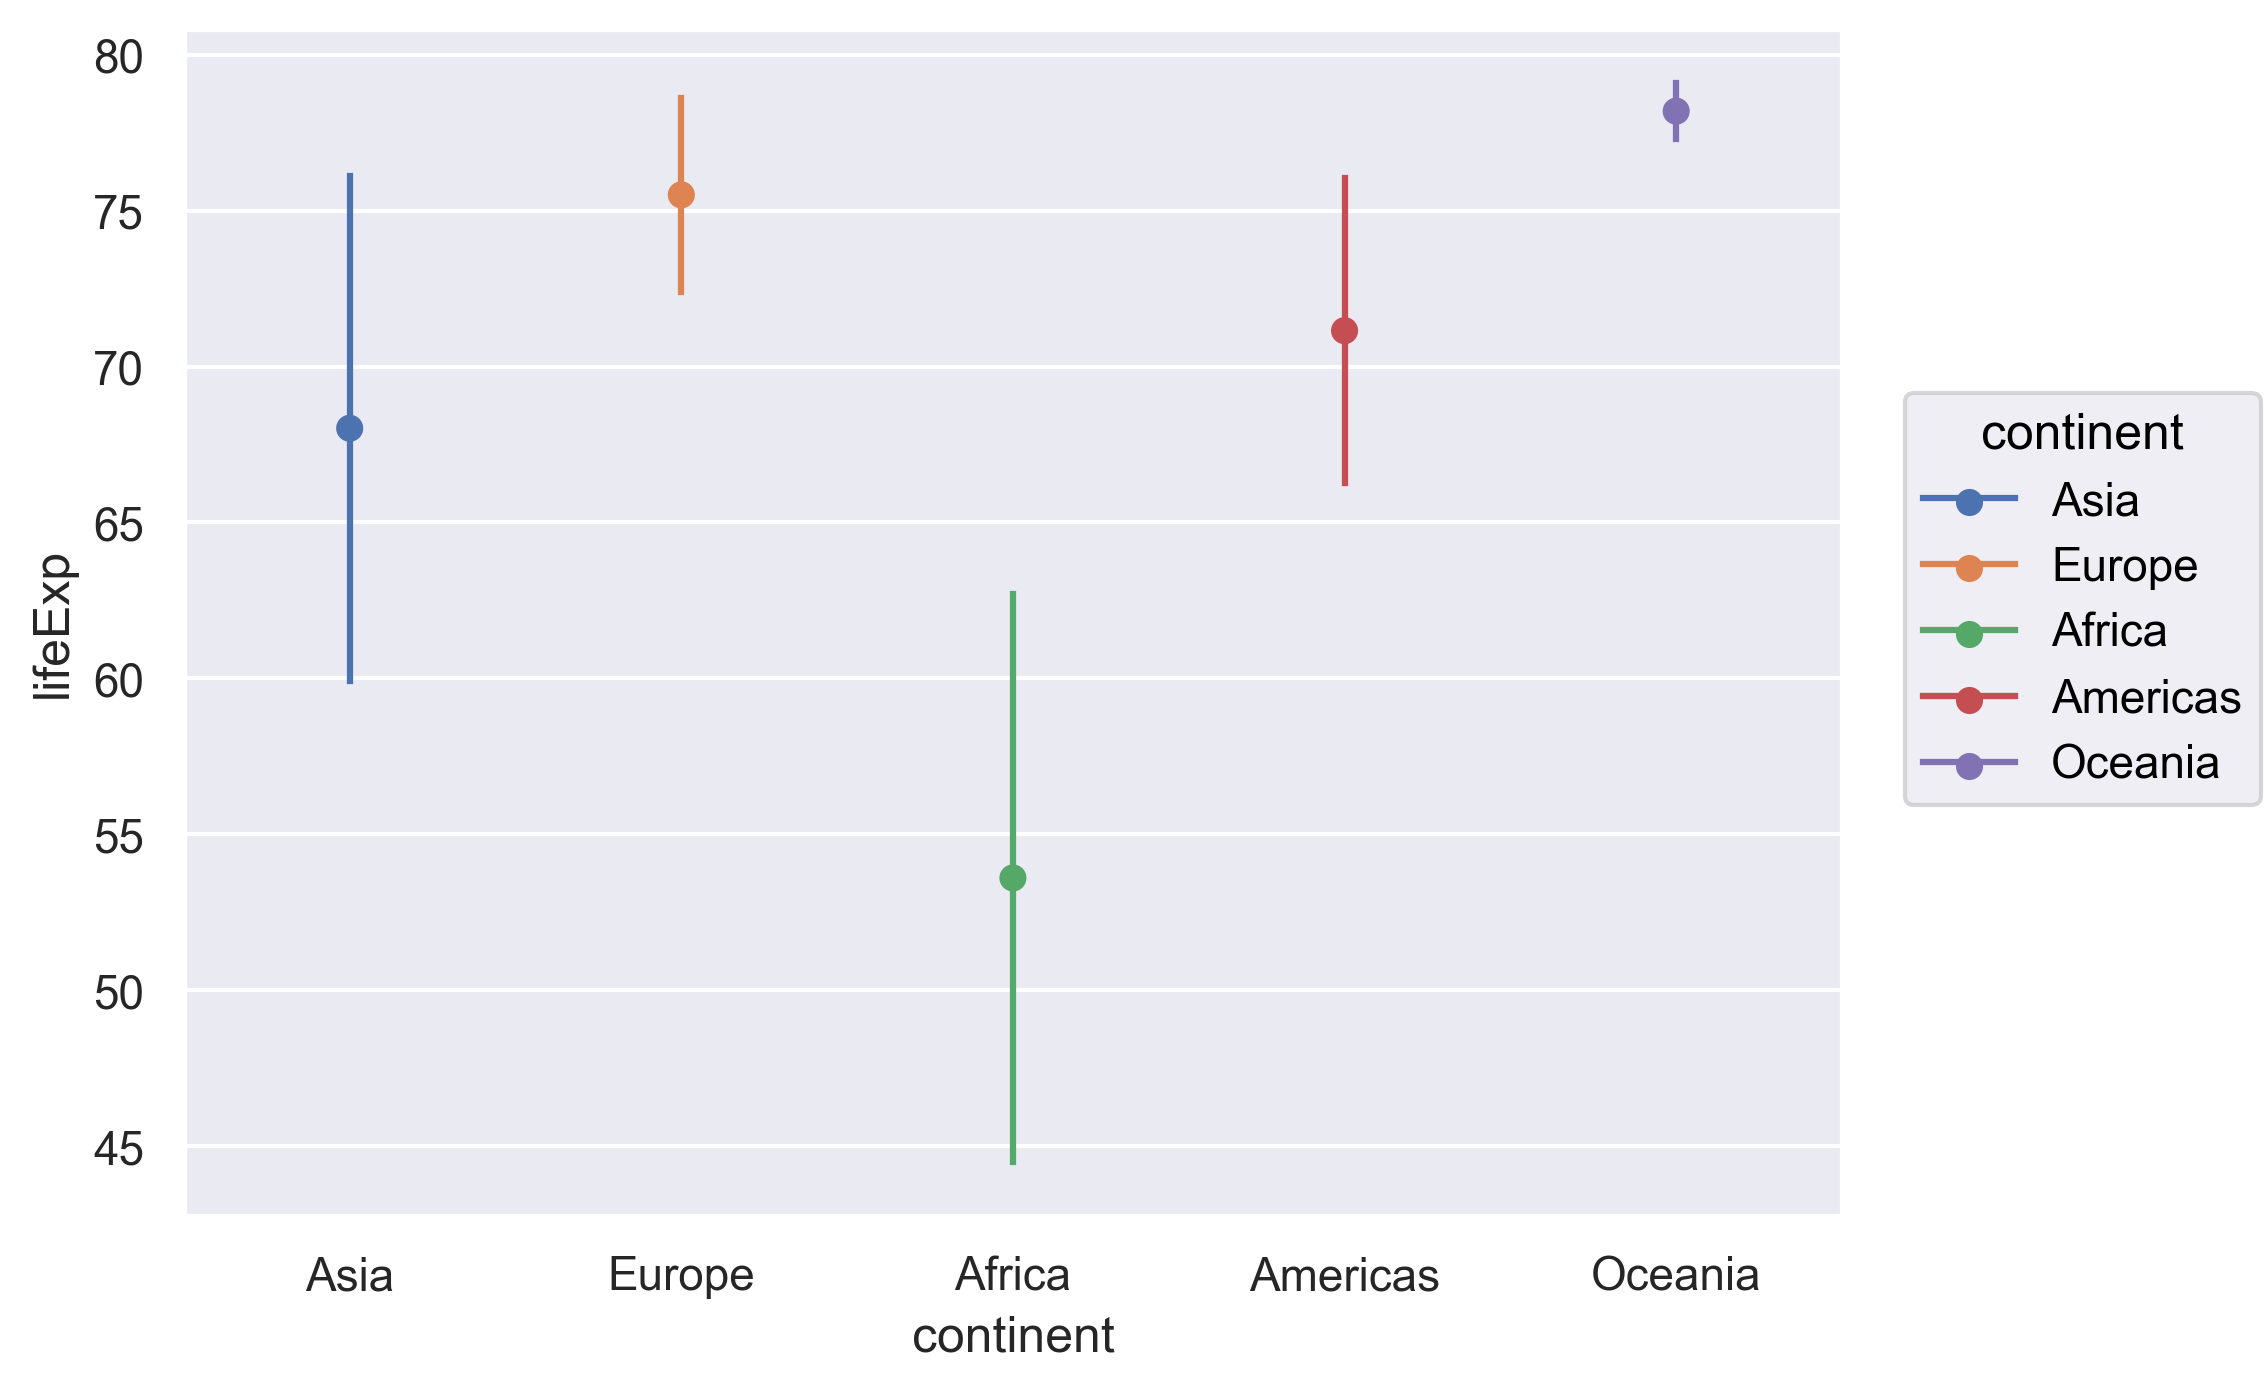 80
75
70
65
60
55
50
45
lifeExp
Asia
Europe
Africa
Americas
Oceania
continent
continent
Asia
Europe
Africa
Americas
Oceania